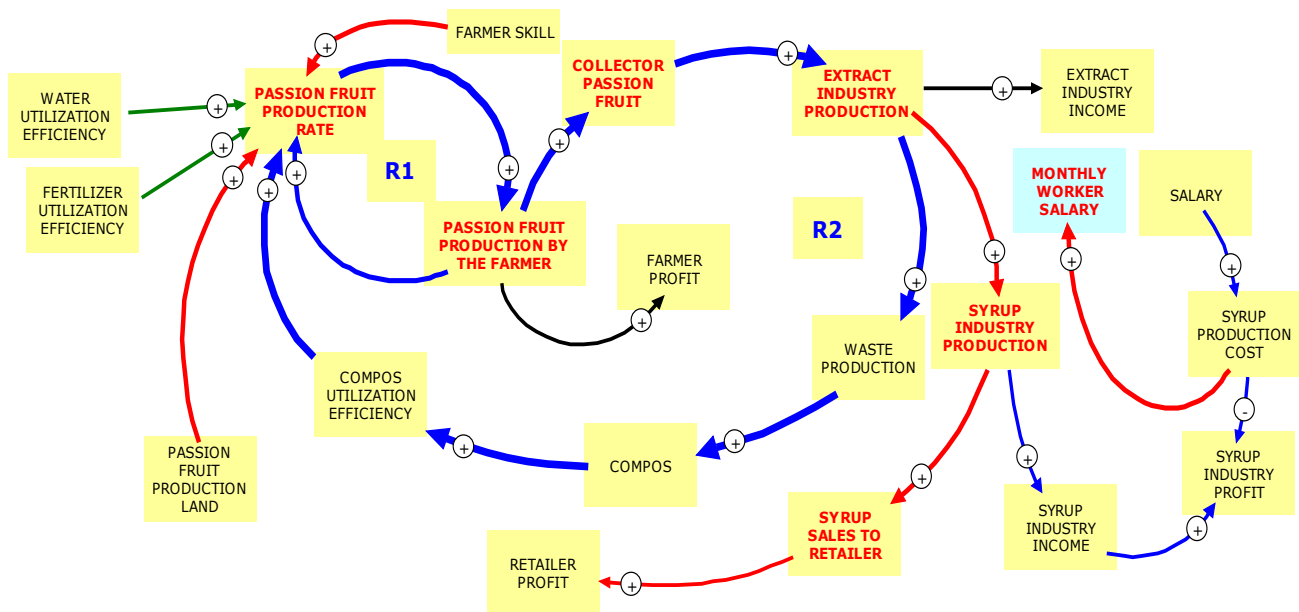 FARMER SKILL
+
PASSION FRUIT
PRODUCTION
RATE
WATER
UTILIZATION
EFFICIENCY
+
FERTILIZER
UTILIZATION
EFFICIENCY
+
+
+
+
R1
+
COLLECTOR
PASSION
FRUIT
+
+
EXTRACT
INDUSTRY
PRODUCTION
+
EXTRACT
INDUSTRY
INCOME
MONTHLY
WORKER
SALARY
SALARY
R2
PASSION FRUIT
PRODUCTION BY
THE FARMER
FARMER
PROFIT
+
+
+
+
+
SYRUP
INDUSTRY
PRODUCTION
SYRUP
PRODUCTION
COST
WASTE
PRODUCTION
COMPOS
UTILIZATION
EFFICIENCY
-
PASSION
FRUIT
PRODUCTION
LAND
+
COMPOS
+
+
+
SYRUP
INDUSTRY
PROFIT
SYRUP
SALES TO
RETAILER
SYRUP
INDUSTRY
INCOME
+
RETAILER
PROFIT
+